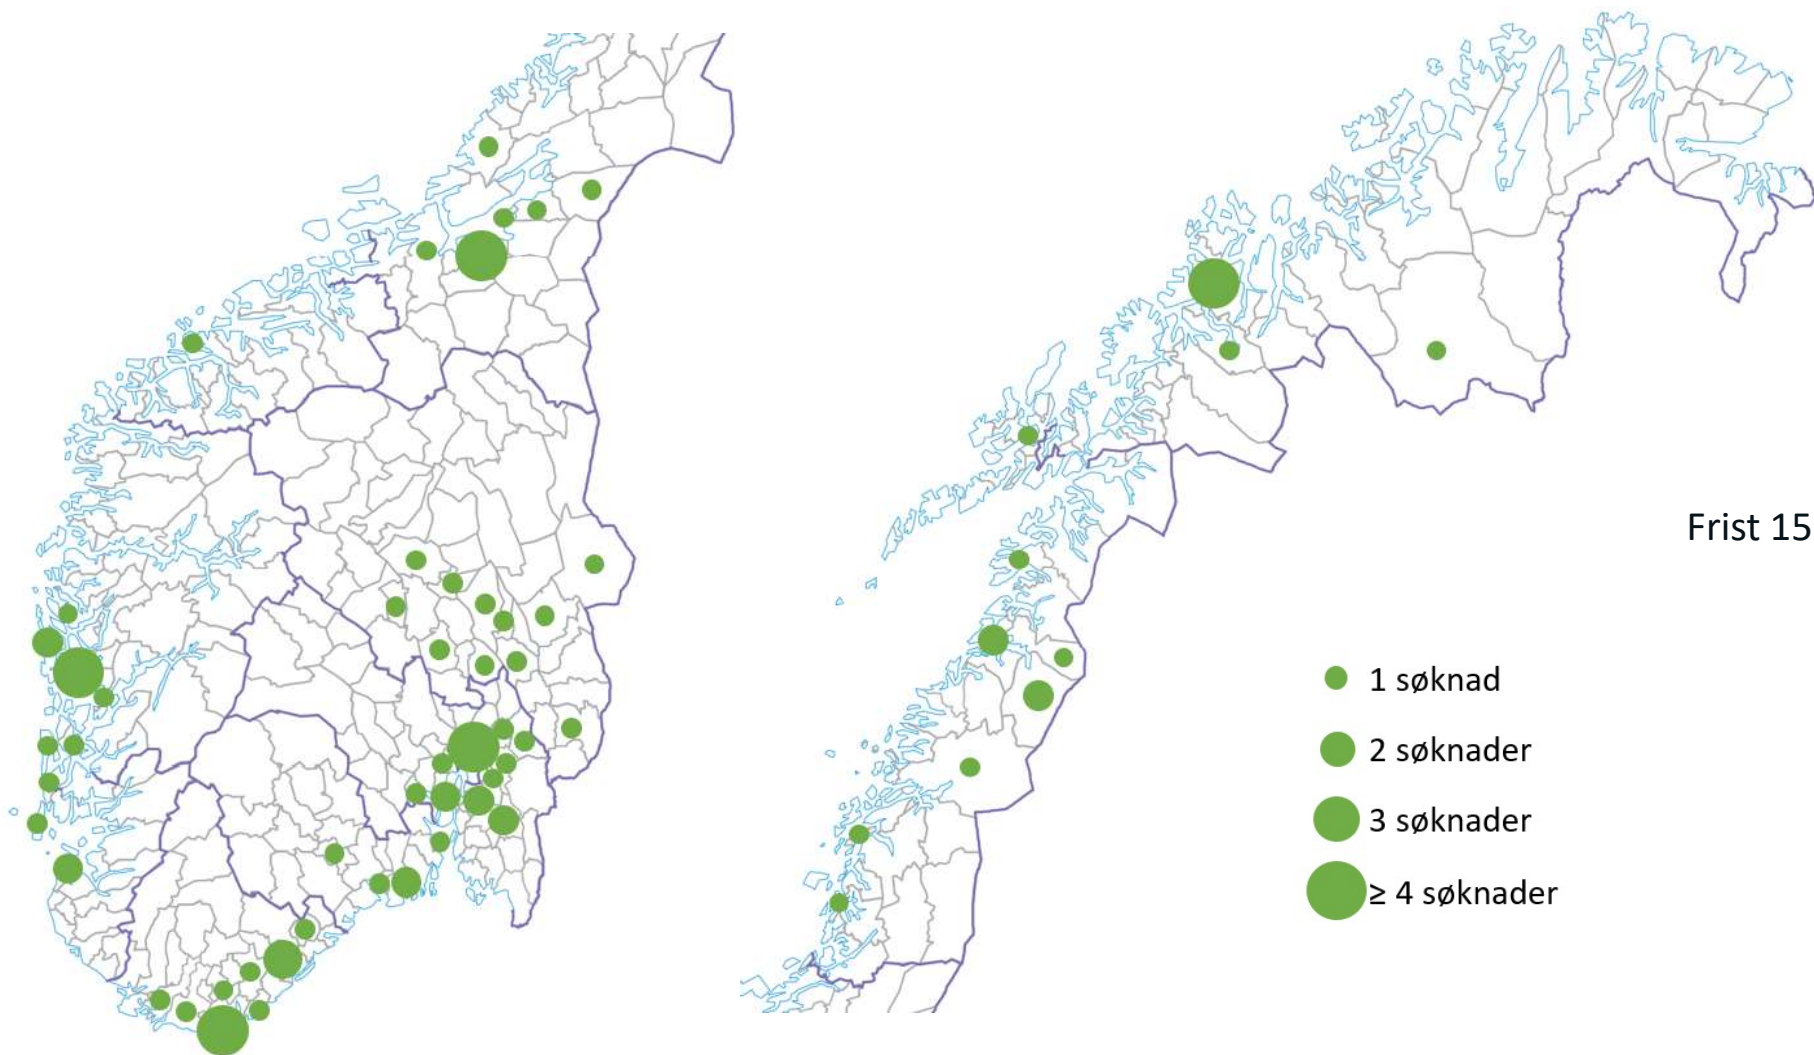 Frist 15
1 søknad
2 søknader
3 søknader
≥ 4 søknader